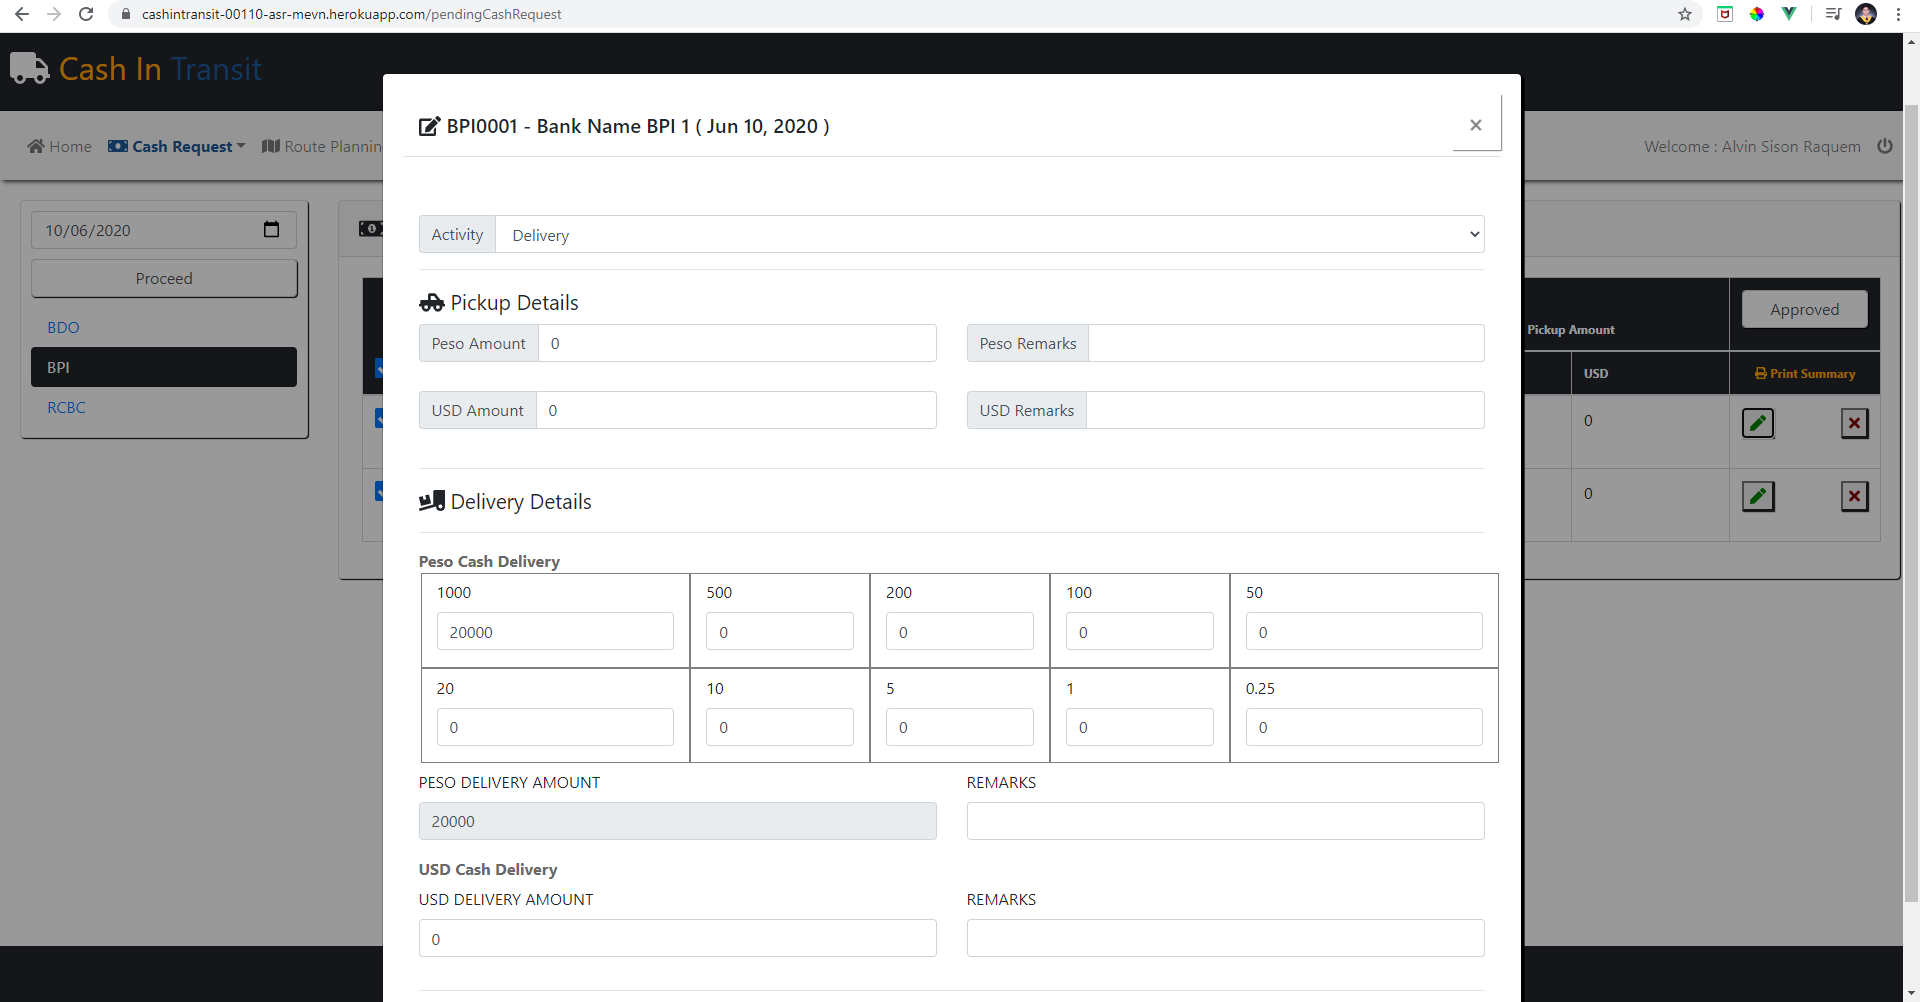 cashintransit-00110-asr-mevn.herokuapp.com/pendingCashRequest
Cash In Transit
Home Cash Request Route Plannin
Welcome : Alvin Sison Raquem
BPI0001 - Bank Name BPI 1 ( Jun 10, 2020 )
×
10/06/2020
Proceed
BDO
BPI
RCBC
Activity Delivery
Pickup Details
Peso Amount 0 Peso Remarks
USD Amount 0 USD Remarks
Delivery Details
Peso Cash Delivery
1000 500 200 100 50
20000 0 0 0 0
20 10 5 1 0.25
0 0 0 0 0
PESO DELIVERY AMOUNT REMARKS
20000
USD Cash Delivery
USD DELIVERY AMOUNT REMARKS
0
Pickup Amount Approved
USD Print Summary
0
0